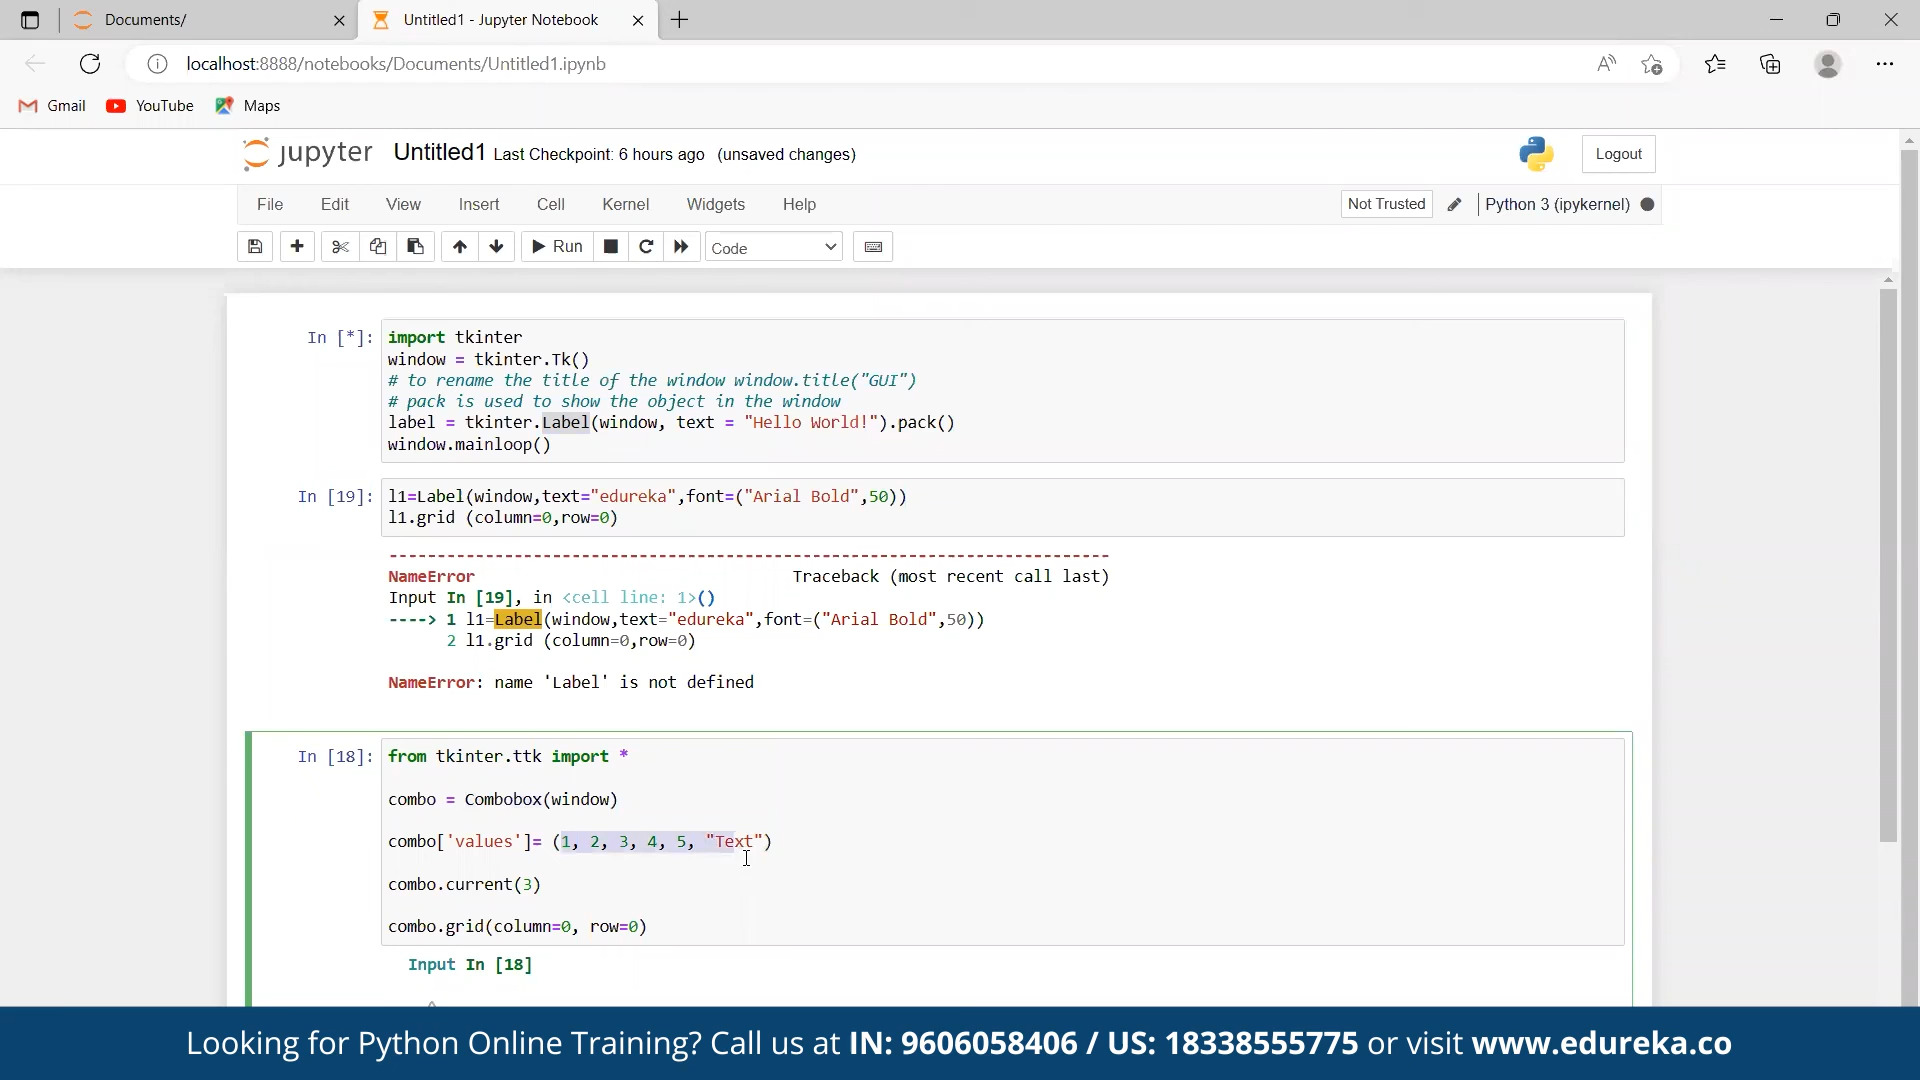 Documents/
Untitled1 - Jupyter Notebook
localhost:8888/notebooks/Documents/Untitled1.ipynb
Gmail YouTube Maps
jupyter Untitled1 Last Checkpoint: 6 hours ago (unsaved changes) Logout
File Edit View Insert Cell Kernel Widgets Help Not Trusted Python 3 (ipykernel)
Run Code
In [*]: import tkinter
window = tkinter.Tk()
# to rename the title of the window window.title("GUI")
# pack is used to show the object in the window
label = tkinter.Label(window, text = "Hello World!").pack()
window.mainloop()
In [19]: l1=Label(window,text="edureka",font=("Arial Bold",50))
l1.grid (column=0,row=0)
---------------------------------------------------------------------------
NameError Traceback (most recent call last)
Input In [19], in <cell line: 1>()
----> 1 l1=Label(window,text="edureka",font=("Arial Bold",50))
2 l1.grid (column=0,row=0)
NameError: name 'Label' is not defined
In [18]: from tkinter.ttk import *
combo = Combobox(window)
combo['values']= (1, 2, 3, 4, 5, "Text")
combo.current(3)
combo.grid(column=0, row=0)
Input In [18]
^
Looking for Python Online Training? Call us at IN: 9606058406 / US: 18338555775 or visit www.edureka.co